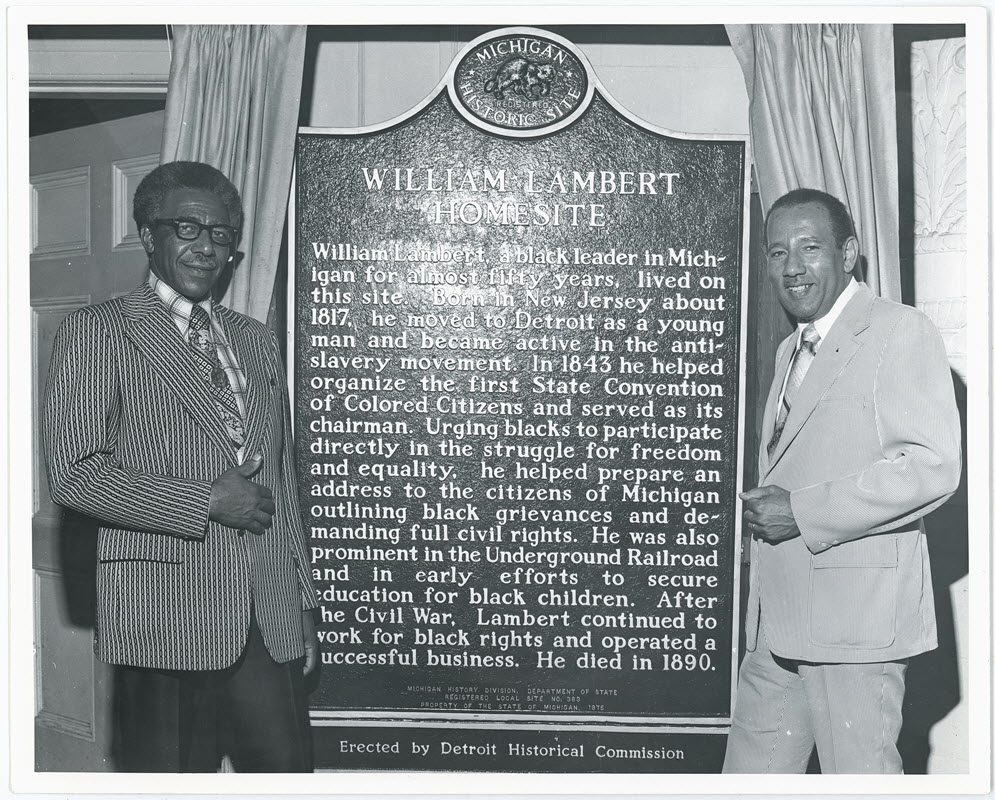 MICHIGAN
REGISTERED
HISTORIC SITE
WILLIAM LAMBERT
HOMESITE
William Lambert, a black leader in Mich-
igan for almost fifty years, lived on
this site. Born in New Jersey about
1817, he moved to Detroit as a young
man and became active in the anti-
slavery movement. In 1843 he helped
organize the first State Convention
of Colored Citizens and served as its
chairman. Urging blacks to participate
directly in the struggle for freedom
and equality, he helped prepare an
address to the citizens of Michigan
outlining black grievances and de-
manding full civil rights. He was also
prominent in the Underground Railroad
and in early efforts to secure
education for black children. After
he Civil War, Lambert continued to
work for black rights and operated a
uccessful business. He died in 1890.
MICHIGAN HISTORY DIVISION, DEPARTMENT OF STATE
REGISTERED LOCAL SITE NO.
PROPERTY OF THE STATE OF MICHIGAN,
Erected by Detroit Historical Commission